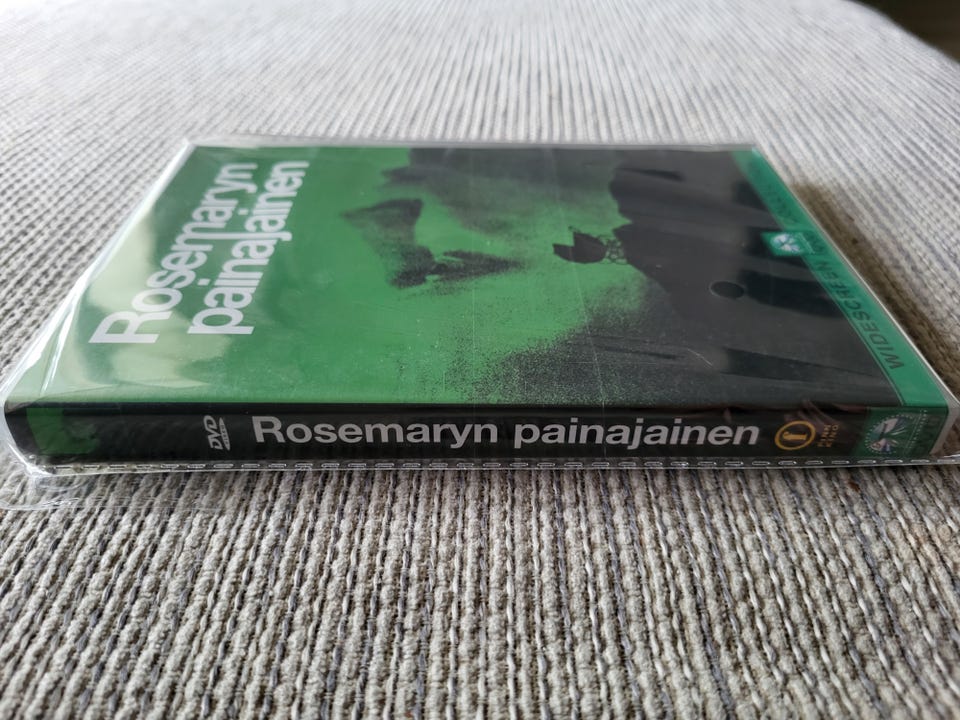 Rosemaryn
painajainen
WIDESCREEN
DVD
Rosemaryn painajainen